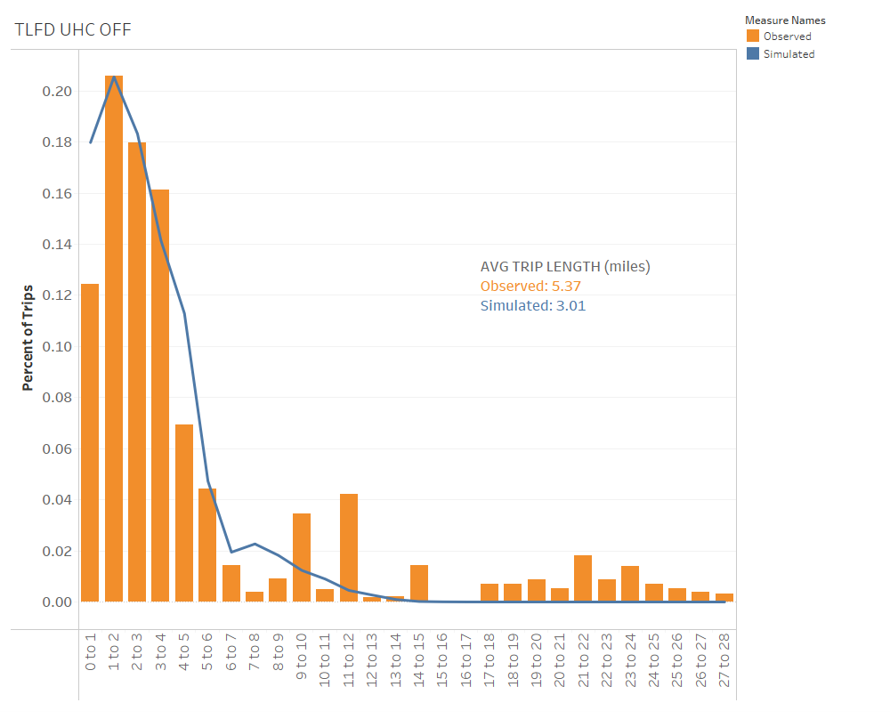 TLFD UHC OFF
Measure Names
Observed
Simulated
Percent of Trips
0.20
0.18
0.16
0.14
0.12
0.10
0.08
0.06
0.04
0.02
0.00
AVG TRIP LENGTH (miles)
Observed: 5.37
Simulated: 3.01
0 to 1
1 to 2
2 to 3
3 to 4
4 to 5
5 to 6
6 to 7
7 to 8
8 to 9
9 to 10
10 to 11
11 to 12
12 to 13
13 to 14
14 to 15
15 to 16
16 to 17
17 to 18
18 to 19
19 to 20
20 to 21
21 to 22
22 to 23
23 to 24
24 to 25
25 to 26
26 to 27
27 to 28